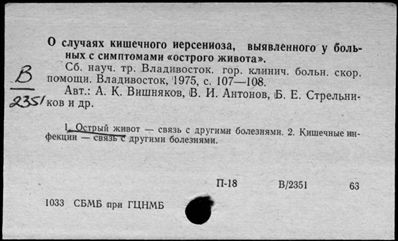 О случаях кишечного иерсениоза, выявленного у боль-
ных с симптомами «острого живота».
Сб. науч. тр. Владивосток. гор. клинич. больн. скор.
помощи. Владивосток, 1975, с. 107—108.
Авт.: А. К. Вишняков, В. И. Антонов, Б. Е. Стрельни-
ков и др.
В
2351
1. Острый живот — связь с другими болезнями. 2. Кишечные ин-
фекции — связь с другими болезнями.
П-18 В/2351 63
1033 СБМБ при ГЦНМБ